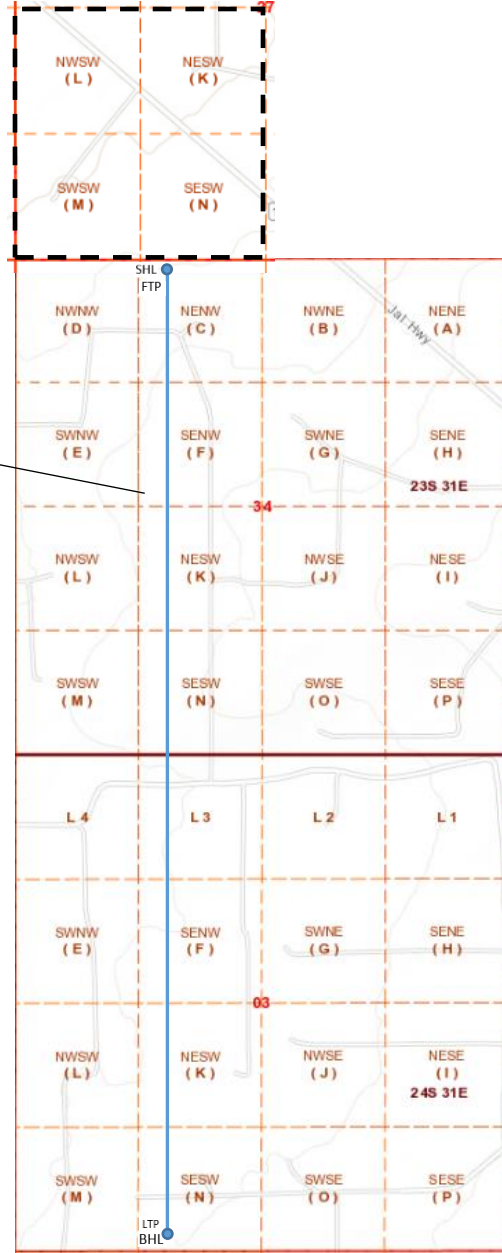 27
NWSW
(L)
NESW
(K)
SWSW
(M)
SESW
(N)
SHL
FTP
NWNW
(D)
NENW
(C)
NWNE
(B)
NENE
(A)
Jal Hwy
SWNW
(E)
SENW
(F)
SWNE
(G)
SENE
(H)
23S 31E
34
NWSW
(L)
NESW
(K)
NWSE
(J)
NESE
(I)
SWSW
(M)
SESW
(N)
SWSE
(O)
SESE
(P)
L 4
L 3
L 2
L 1
SWNW
(E)
SENW
(F)
SWNE
(G)
SENE
(H)
03
NWSW
(L)
NESW
(K)
NWSE
(J)
NESE
(I)
24S 31E
SWSW
(M)
SESW
(N)
SWSE
(O)
SESE
(P)
LTP
BHL